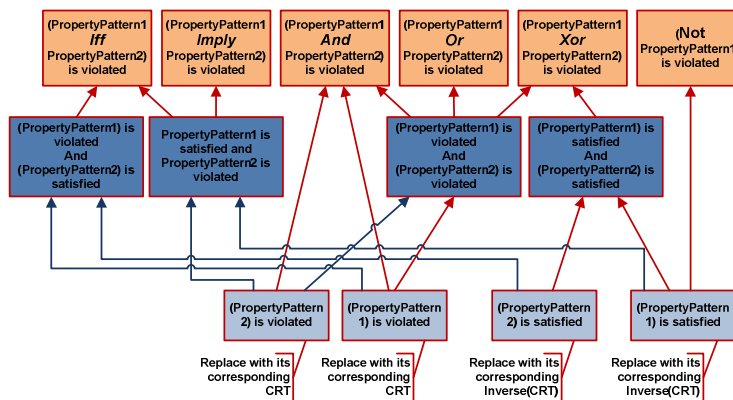 (PropertyPattern1
Iff
PropertyPattern2)
is violated
(PropertyPattern1
Imply
PropertyPattern2)
is violated
(PropertyPattern1
And
PropertyPattern2)
is violated
(PropertyPattern1
Or
PropertyPattern2)
is violated
(PropertyPattern1
Xor
PropertyPattern2)
is violated
(Not
PropertyPattern1
is violated
(PropertyPattern1) is
violated
And
(PropertyPattern2) is
satisfied
PropertyPattern1 is
satisfied and
PropertyPattern2 is
violated
(PropertyPattern1) is
violated
And
(PropertyPattern2) is
violated
(PropertyPattern1) is
satisfied
And
(PropertyPattern2) is
satisfied
(PropertyPattern
2) is violated
(PropertyPattern
1) is violated
(PropertyPattern
2) is satisfied
(PropertyPattern
1) is satisfied
Replace with its
corresponding
CRT
Replace with its
corresponding
CRT
Replace with its
corresponding
Inverse(CRT)
Replace with its
corresponding
Inverse(CRT)